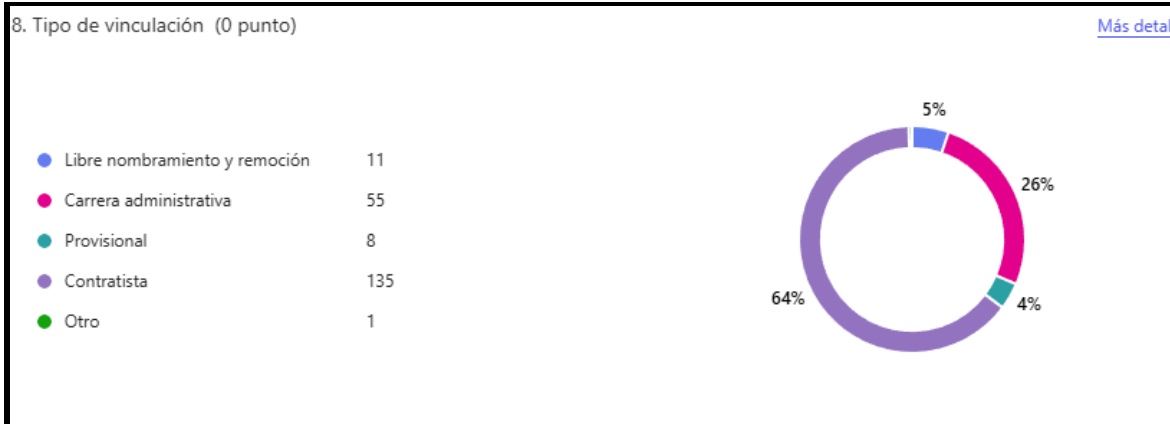 8. Tipo de vinculación (0 punto)
Más detal
Libre nombramiento y remoción 11
Carrera administrativa 55
Provisional 8
Contratista 135
Otro 1
5%
26%
4%
64%